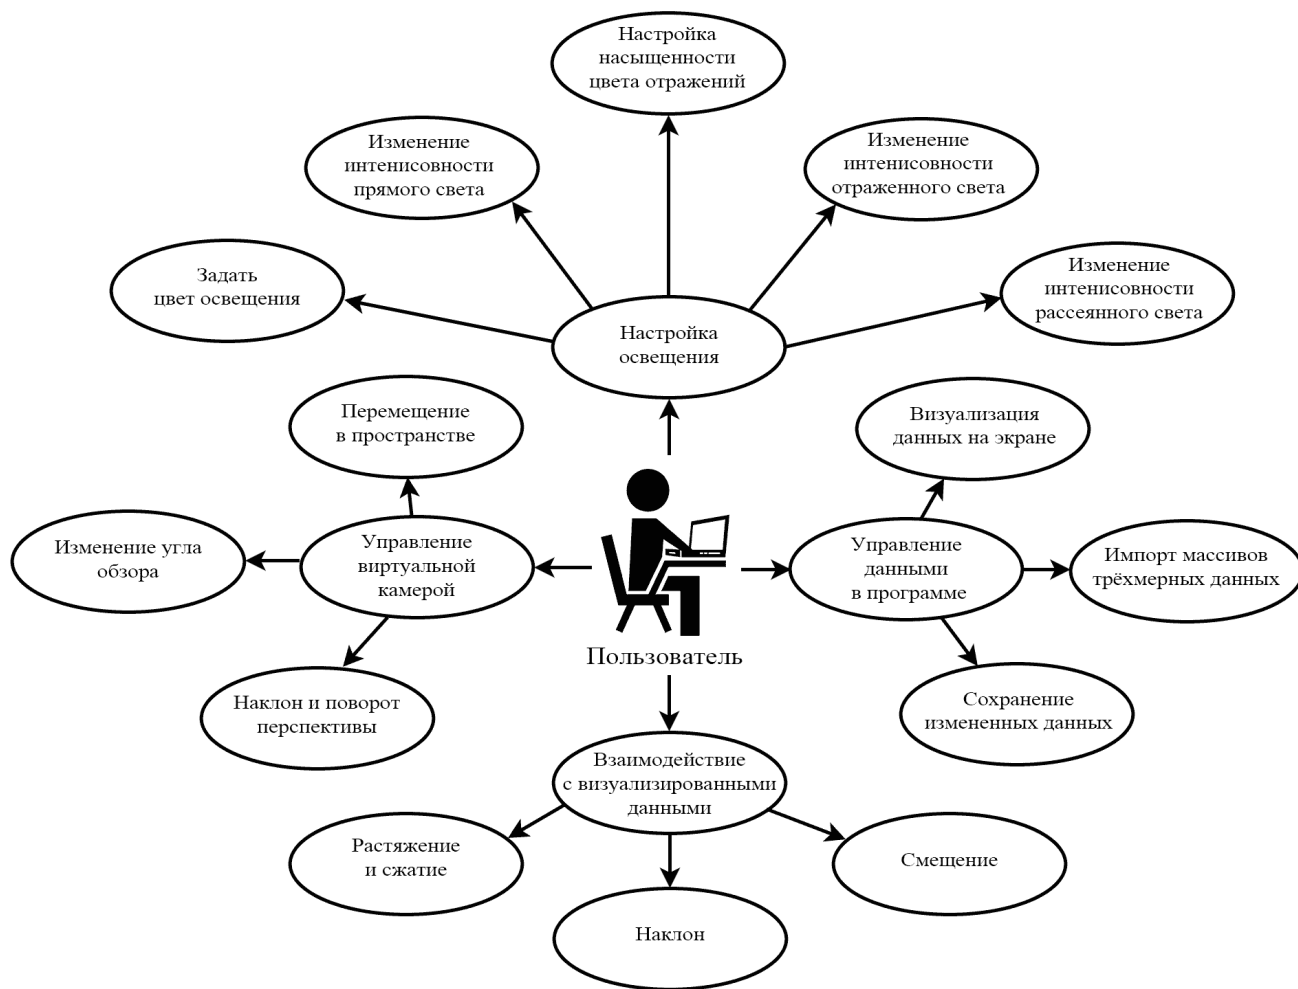 Настройка
насыщенности
цвета отражений
Изменение
интенисовности
прямого света
Изменение
интенисовности
отраженного света
Задать
цвет освещения
Изменение
интенисовности
рассеянного света
Настройка
освещения
Перемещение
в пространстве
Визуализация
данных на экране
Изменение угла
обзора
Управление
виртуальной
камерой
Управление
данными
в программе
Импорт массивов
трёхмерных данных
Пользователь
Наклон и поворот
перспективы
Сохранение
измененных данных
Взаимодействие
с визуализированными
данными
Растяжение
и сжатие
Смещение
Наклон